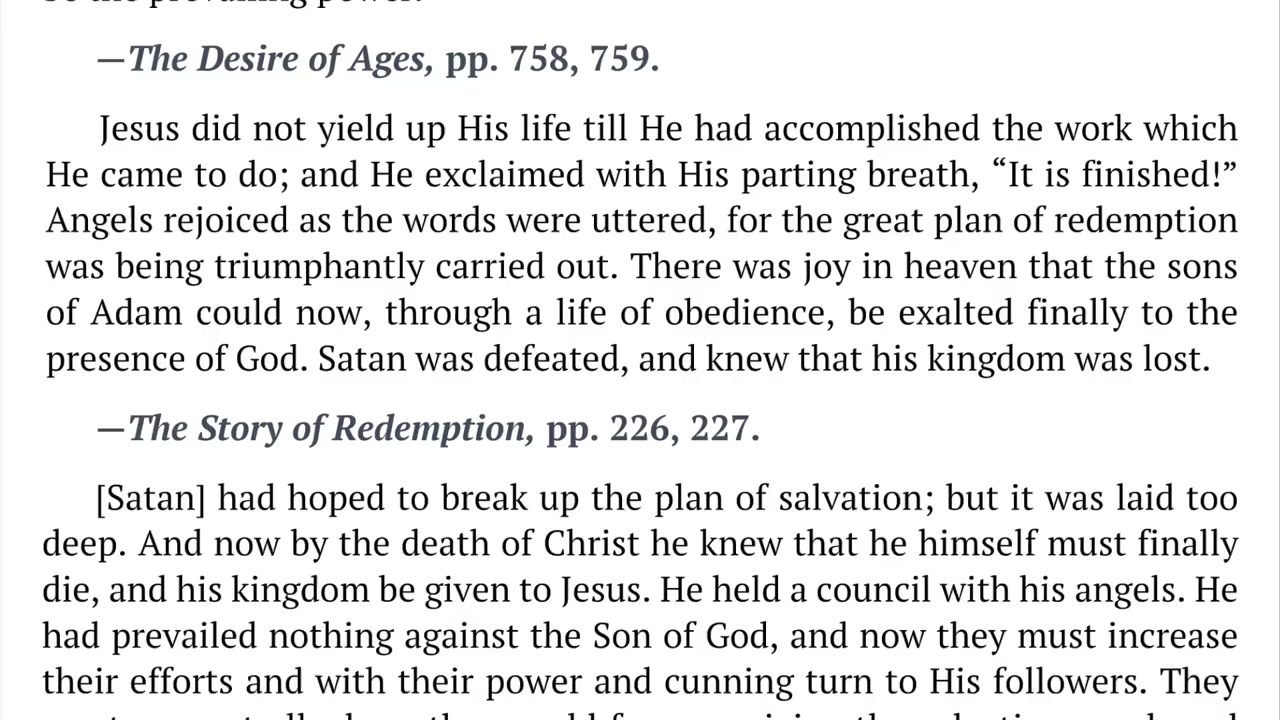 —The Desire of Ages, pp. 758, 759.
Jesus did not yield up His life till He had accomplished the work which
He came to do; and He exclaimed with His parting breath, “It is finished!”
Angels rejoiced as the words were uttered, for the great plan of redemption
was being triumphantly carried out. There was joy in heaven that the sons
of Adam could now, through a life of obedience, be exalted finally to the
presence of God. Satan was defeated, and knew that his kingdom was lost.
—The Story of Redemption, pp. 226, 227.
[Satan] had hoped to break up the plan of salvation; but it was laid too
deep. And now by the death of Christ he knew that he himself must finally
die, and his kingdom be given to Jesus. He held a council with his angels. He
had prevailed nothing against the Son of God, and now they must increase
their efforts and with their power and cunning turn to His followers. They